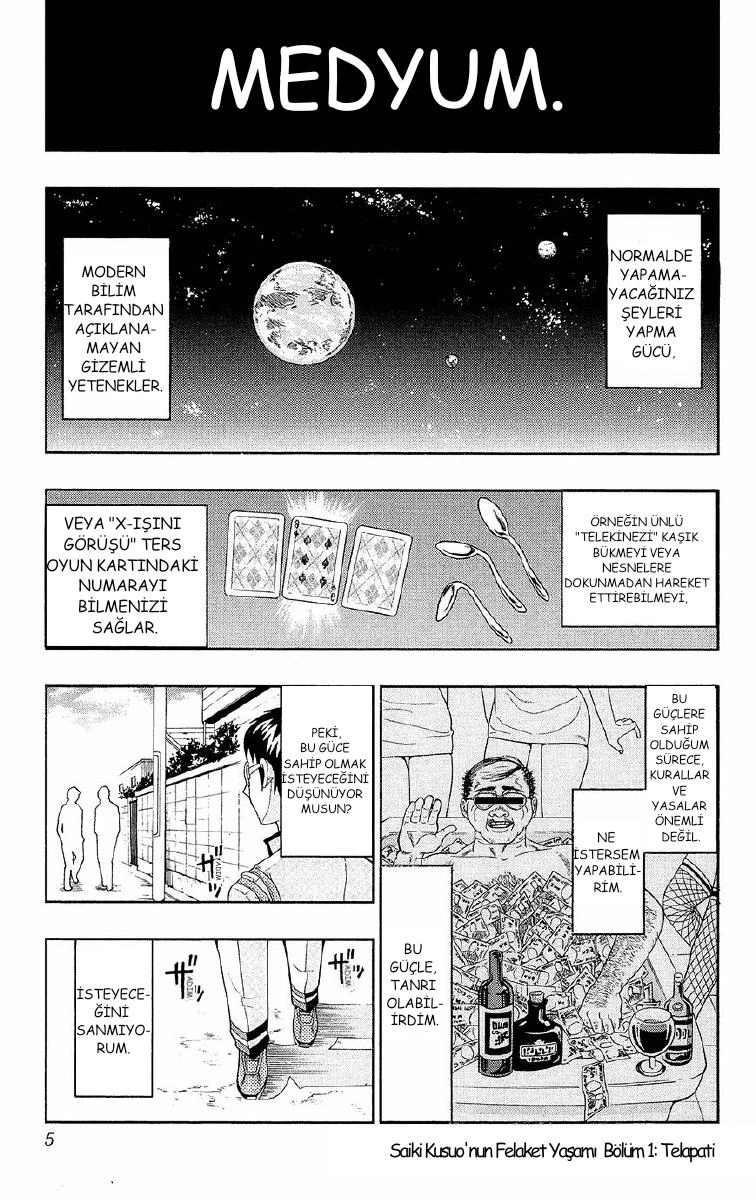 MEDYUM.
NORMALDE
YAPAMA-
YACAĞINIZ
ŞEYLERİ
YAPMA
GÜCÜ,
MODERN
BİLİM
TARAFINDAN
AÇIKLANA-
MAYAN
GİZEMLİ
YETENEKLER.
ÖRNEĞİN ÜNLÜ
"TELEKİNEZİ" KAŞIK
BÜKMEYİ VEYA
NESNELERE
DOKUNMADAN HAREKET
ETTİREBİLMEYİ,
VEYA "X-IŞINI
GÖRÜŞÜ" TERS
OYUN KARTINDAKİ
NUMARAYI
BİLMENİZİ
SAĞLAR.
BU
GÜÇLERE
SAHİP
OLDUĞUM
SÜRECE,
KURALLAR
VE
YASALAR
ÖNEMLİ
DEĞİL.
NE
İSTERSEM
YAPABİLİ-
RİM.
BU
GÜÇLE,
TANRI
OLABİL-
İRDİM.
PEKİ,
BU GÜCE
SAHİP OLMAK
İSTEYECEĞİNİ
DÜŞÜNÜYOR
MUSUN?
ADIM
ADIM
ADIM
İSTEYECE-
ĞİNİ
SANMIYO-
RUM.
5
Saiki Kusuo'nun Felaket Yaşamı Bölüm 1: Telapati